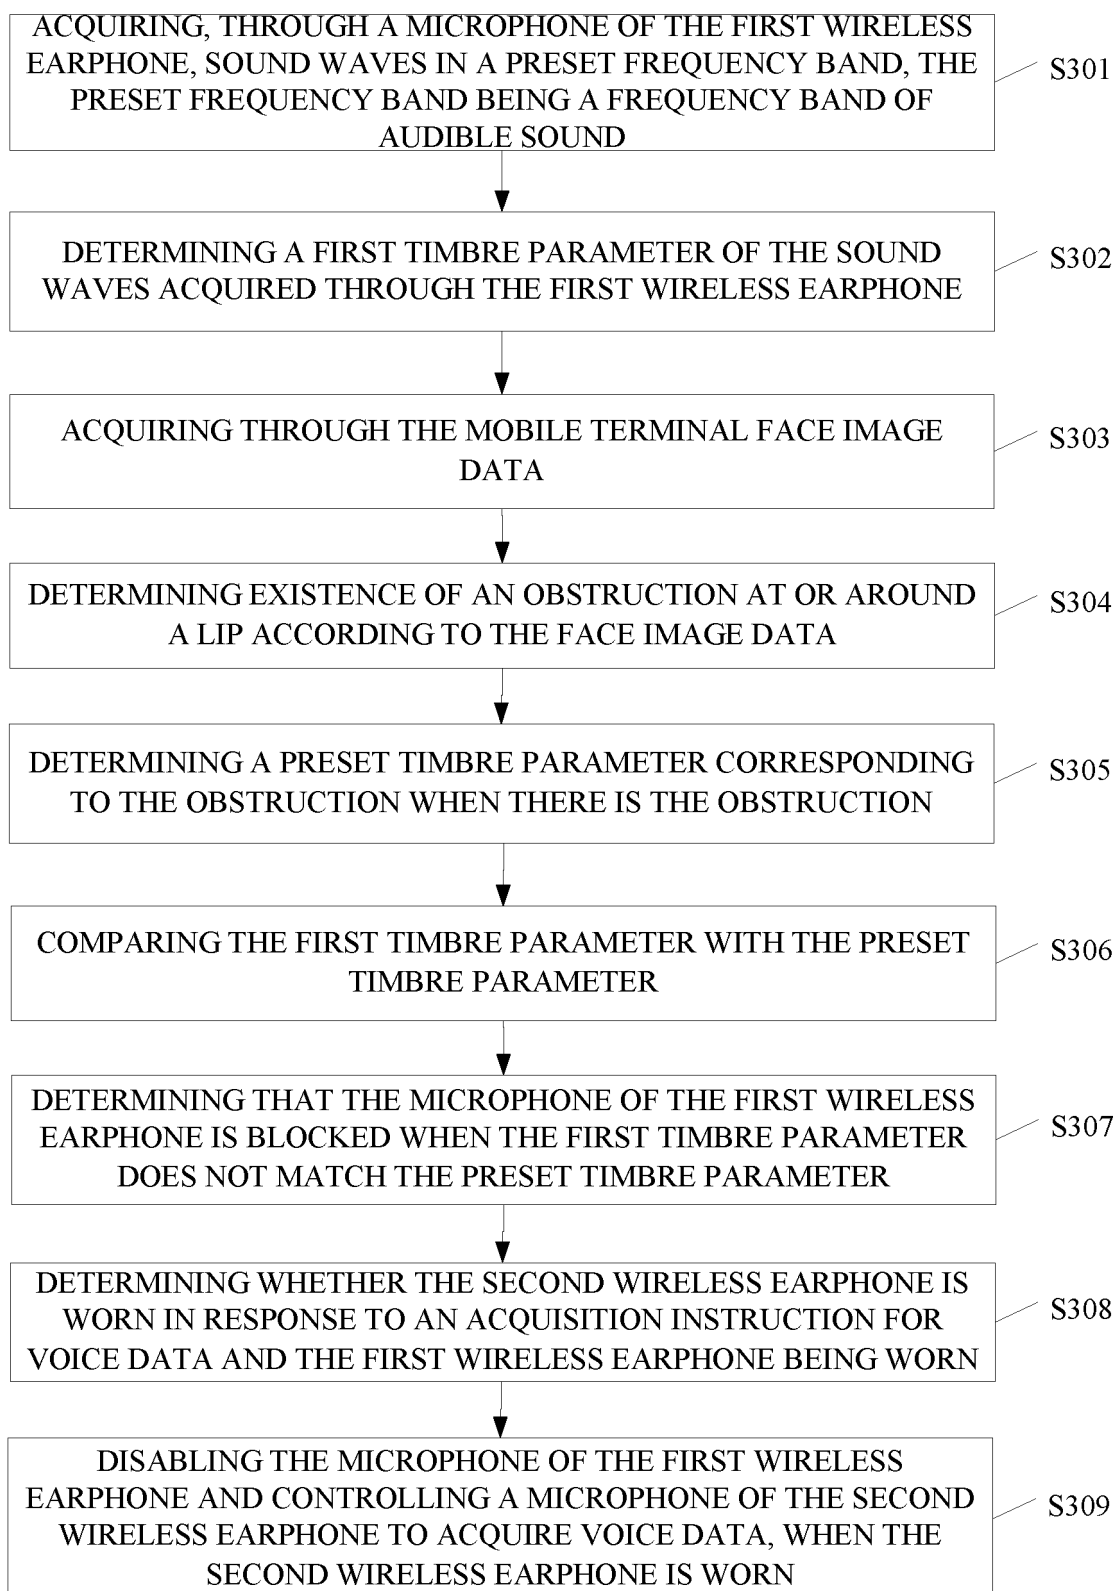 ACQUIRING, THROUGH A MICROPHONE OF THE FIRST WIRELESS
EARPHONE, SOUND WAVES IN A PRESET FREQUENCY BAND, THE
PRESET FREQUENCY BAND BEING A FREQUENCY BAND OF
AUDIBLE SOUND
S301
DETERMINING A FIRST TIMBRE PARAMETER OF THE SOUND
WAVES ACQUIRED THROUGH THE FIRST WIRELESS EARPHONE
S302
ACQUIRING THROUGH THE MOBILE TERMINAL FACE IMAGE
DATA
S303
DETERMINING EXISTENCE OF AN OBSTRUCTION AT OR AROUND
A LIP ACCORDING TO THE FACE IMAGE DATA
S304
DETERMINING A PRESET TIMBRE PARAMETER CORRESPONDING
TO THE OBSTRUCTION WHEN THERE IS THE OBSTRUCTION
S305
COMPARING THE FIRST TIMBRE PARAMETER WITH THE PRESET
TIMBRE PARAMETER
S306
DETERMINING THAT THE MICROPHONE OF THE FIRST WIRELESS
EARPHONE IS BLOCKED WHEN THE FIRST TIMBRE PARAMETER
DOES NOT MATCH THE PRESET TIMBRE PARAMETER
S307
DETERMINING WHETHER THE SECOND WIRELESS EARPHONE IS
WORN IN RESPONSE TO AN ACQUISITION INSTRUCTION FOR
VOICE DATA AND THE FIRST WIRELESS EARPHONE BEING WORN
S308
DISABLING THE MICROPHONE OF THE FIRST WIRELESS
EARPHONE AND CONTROLLING A MICROPHONE OF THE SECOND
WIRELESS EARPHONE TO ACQUIRE VOICE DATA, WHEN THE
SECOND WIRELESS EARPHONE IS WORN
S309